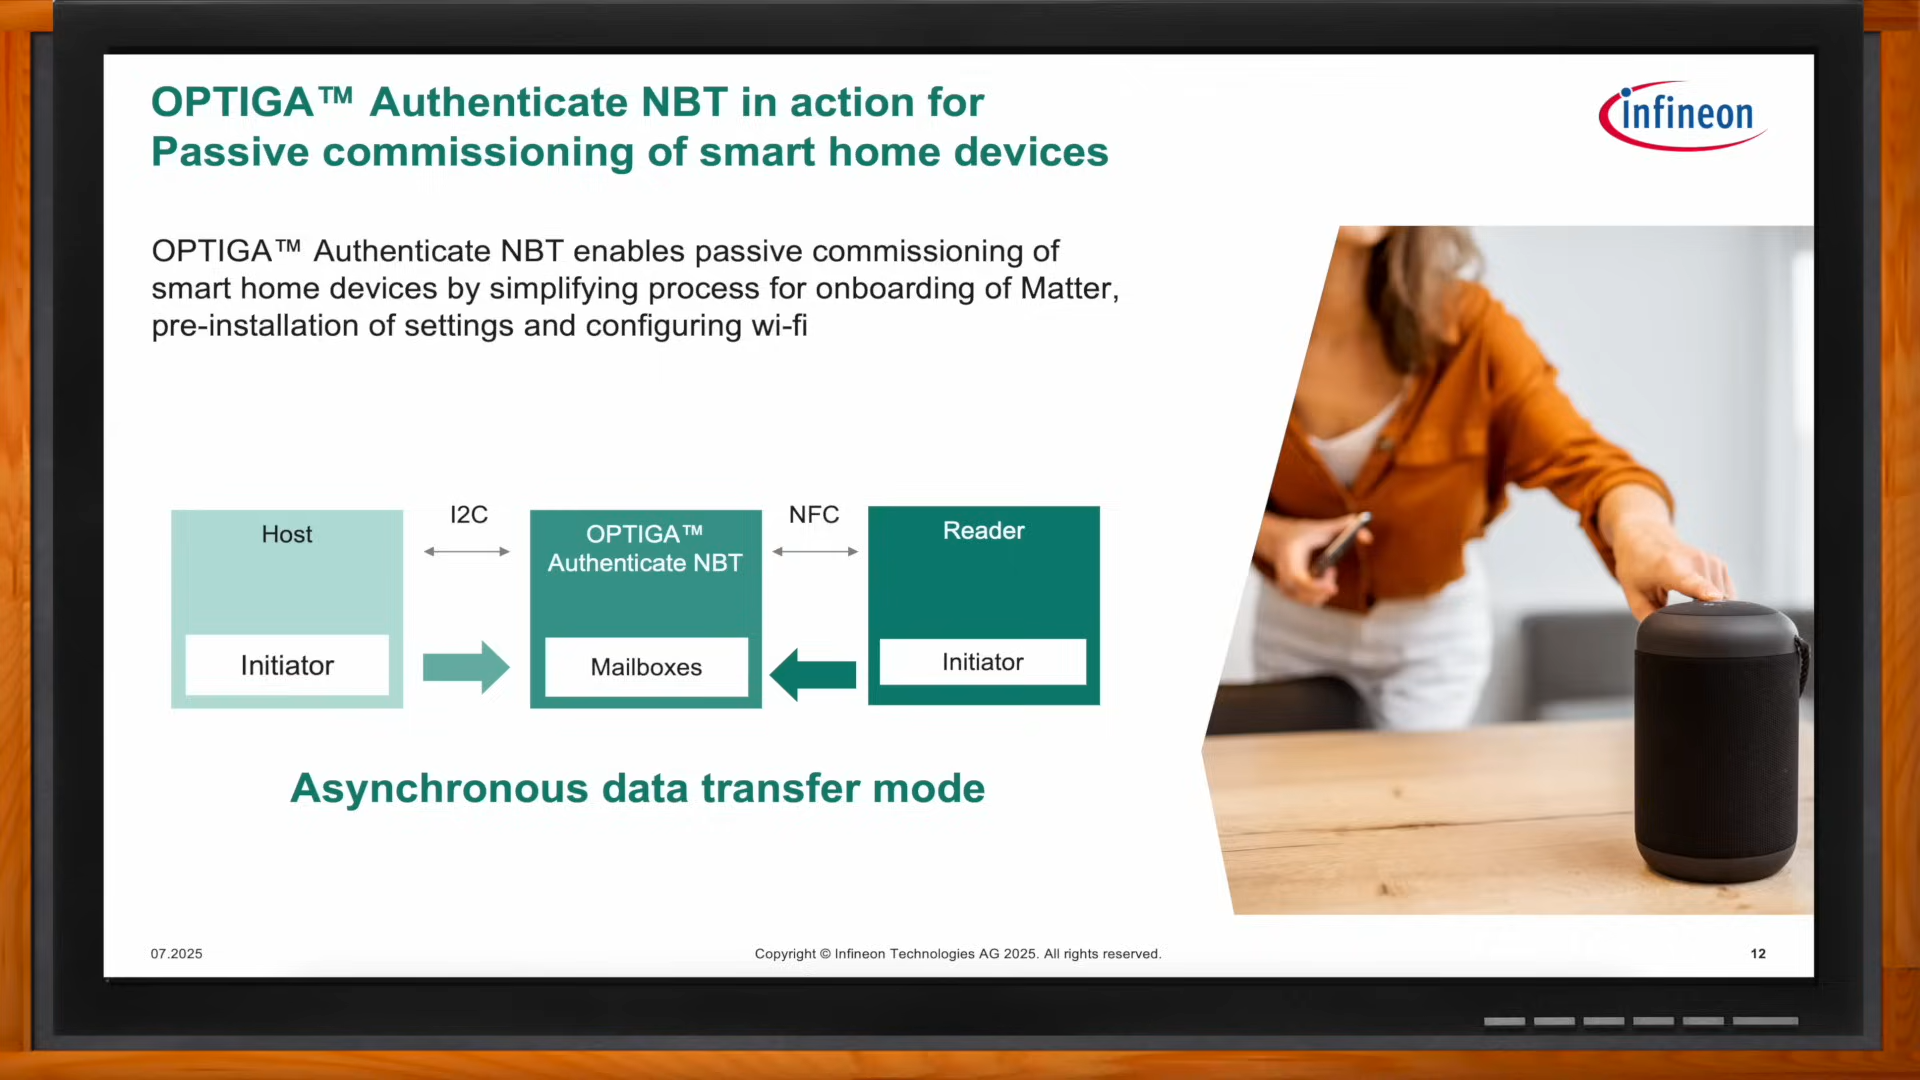 OPTIGA™ Authenticate NBT in action for
Passive commissioning of smart home devices
infineon
OPTIGA™ Authenticate NBT enables passive commissioning of
smart home devices by simplifying process for onboarding of Matter,
pre-installation of settings and configuring wi-fi
Host
I2C
OPTIGA™
Authenticate NBT
NFC
Reader
Initiator
Mailboxes
Initiator
Asynchronous data transfer mode
07.2025
Copyright © Infineon Technologies AG 2025. All rights reserved.
12